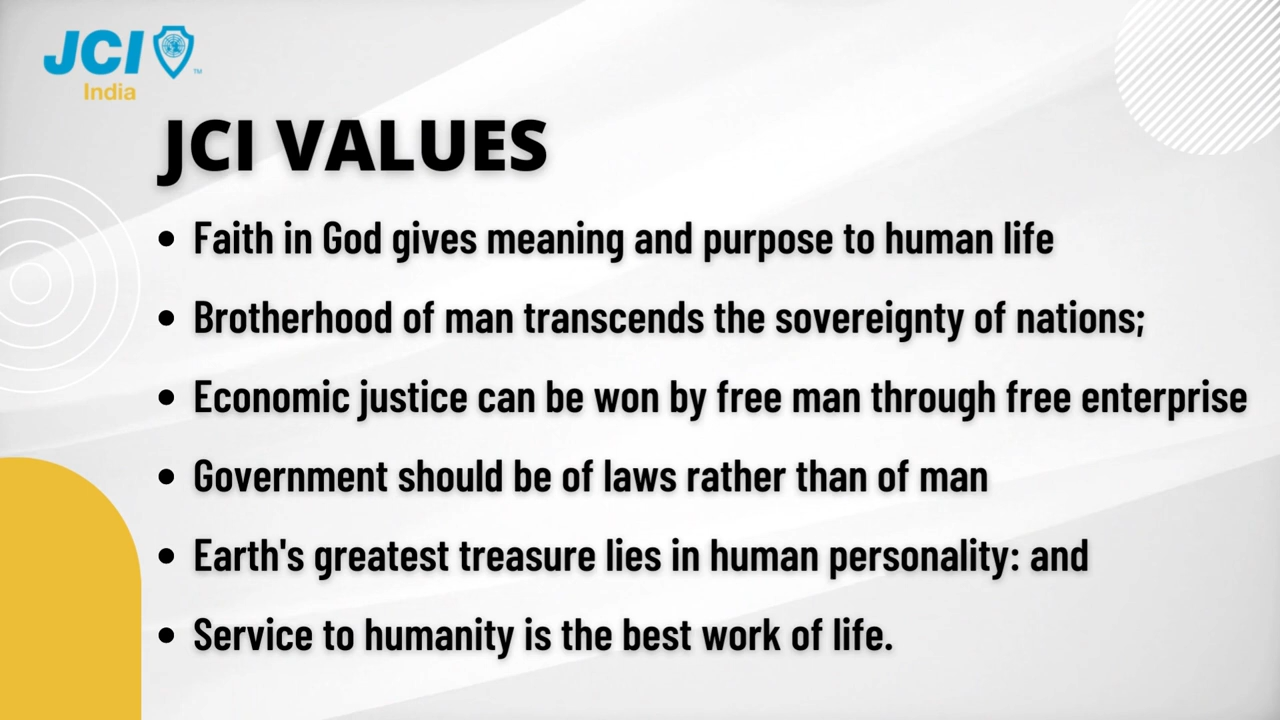 JCI
TM
India
JCI VALUES
• Faith in God gives meaning and purpose to human life
• Brotherhood of man transcends the sovereignty of nations;
• Economic justice can be won by free man through free enterprise
• Government should be of laws rather than of man
• Earth's greatest treasure lies in human personality: and
• Service to humanity is the best work of life.